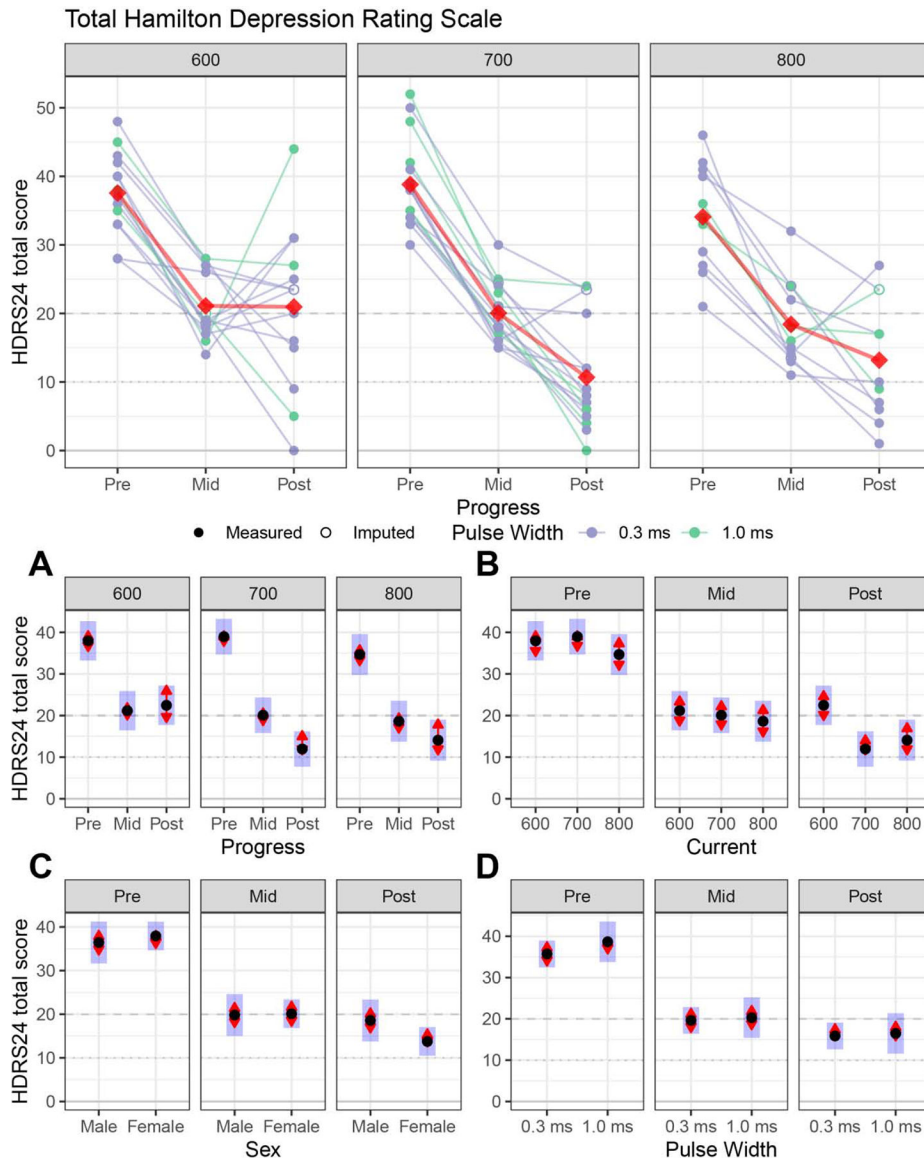 Total Hamilton Depression Rating Scale
600 700 800
HDRS24 total score
50
40
30
20
10
0
Pre Mid Post Pre Mid Post Pre Mid Post
Progress
Measured Imputed Pulse Width 0.3 ms 1.0 ms
A
600 700 800
HDRS24 total score
40
30
20
10
0
Pre Mid Post Pre Mid Post Pre Mid Post
Progress
B
Pre Mid Post
HDRS24 total score
40
30
20
10
0
600 700 800 600 700 800 600 700 800
Current
C
Pre Mid Post
HDRS24 total score
40
30
20
10
0
Male Female Male Female Male Female
Sex
D
Pre Mid Post
HDRS24 total score
40
30
20
10
0
0.3 ms 1.0 ms 0.3 ms 1.0 ms 0.3 ms 1.0 ms
Pulse Width